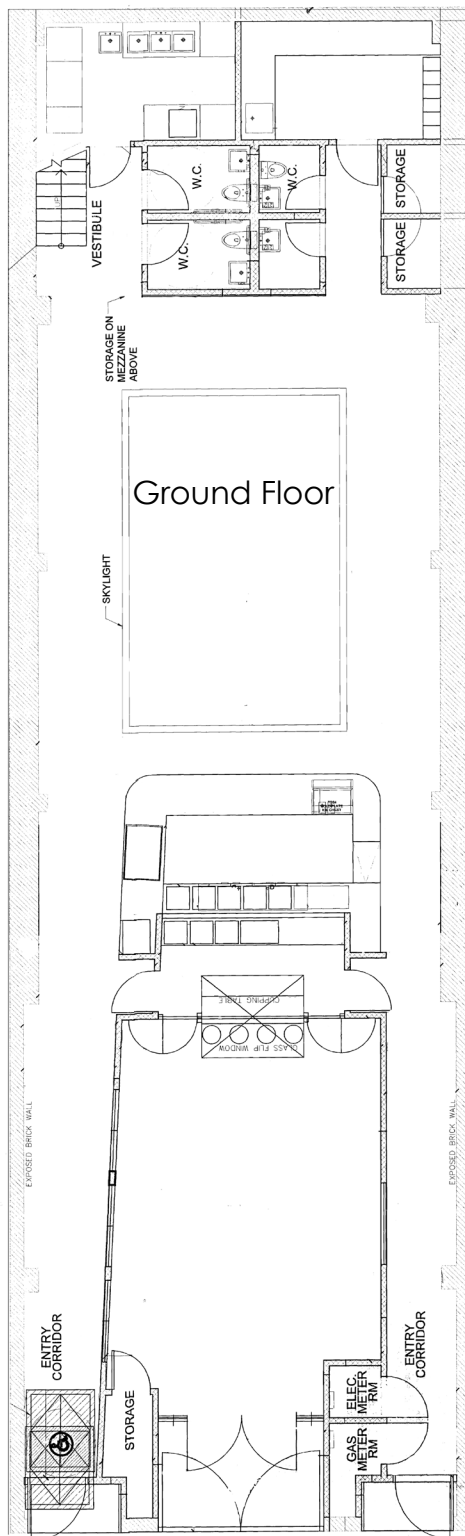 W.C.
W.C.
STORAGE
VESTIBULE
W.C.
STORAGE
STORAGE ON
MEZZANINE
ABOVE
Ground Floor
SKYLIGHT
CUPPING TABLE
GLASS FLIP WINDOW
EXPOSED BRICK WALL
EXPOSED BRICK WALL
ENTRY
CORRIDOR
ENTRY
CORRIDOR
STORAGE
ELEC.
METER
RM
GAS
METER
RM